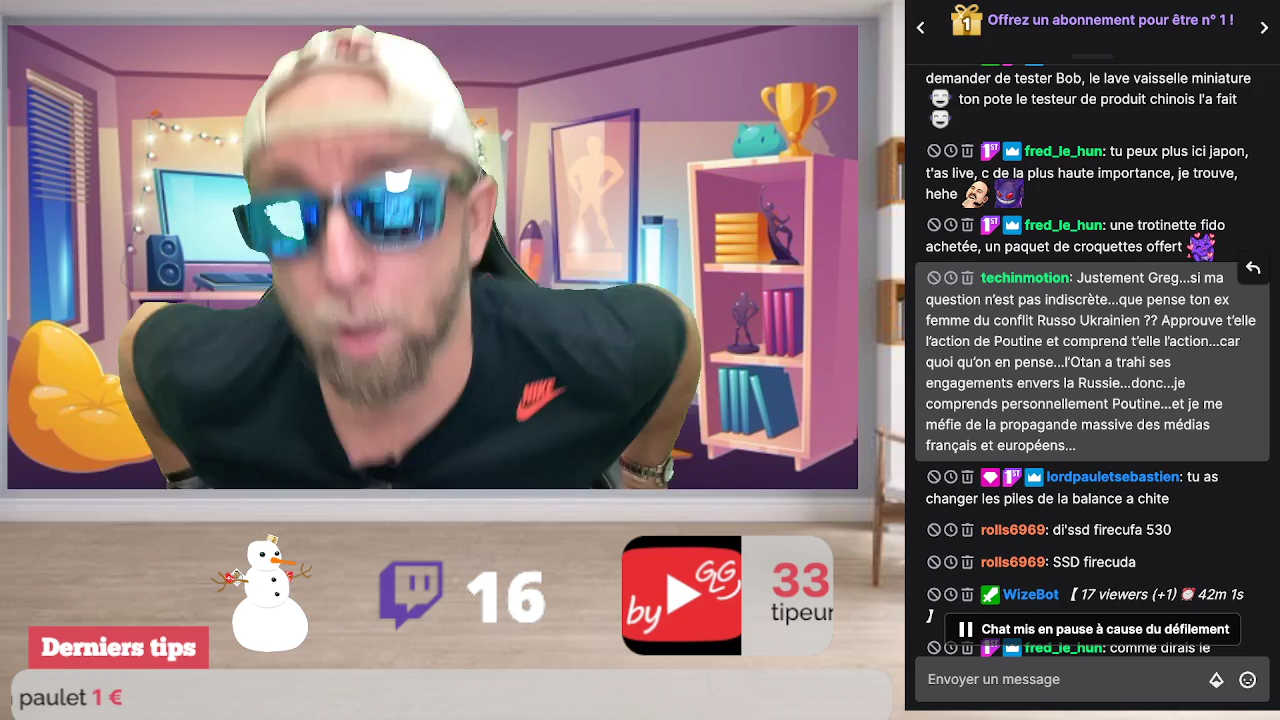 Offrez un abonnement pour être n° 1 !
1
demander de tester Bob, le lave vaisselle miniature
ton pote le testeur de produit chinois l'a fait
1ST fred_le_hun: tu peux plus ici japon,
t'as live, c de la plus haute importance, je trouve,
hehe
1ST fred_le_hun: une trotinette fido
achetée, un paquet de croquettes offert
techinmotion: Justement Greg...si ma
question n'est pas indiscrète...que pense ton ex
femme du conflit Russo Ukrainien ?? Approuve t'elle
l'action de Poutine et comprend t'elle l'action...car
quoi qu'on en pense...l'Otan a trahi ses
engagements envers la Russie...donc...je
comprends personnellement Poutine...et je me
méfie de la propagande massive des médias
français et européens...
1ST lordpauletsebastien: tu as
changer les piles de la balance a chite
rolls6969: di'ssd firecufa 530
rolls6969: SSD firecuda
WizeBot 【 17 viewers (+1) 42m 1s
】
Chat mis en pause à cause du défilement
1ST fred_le_hun: comme dirais le
Envoyer un message
16
by GG
33
tipeur
Derniers tips
paulet 1 €